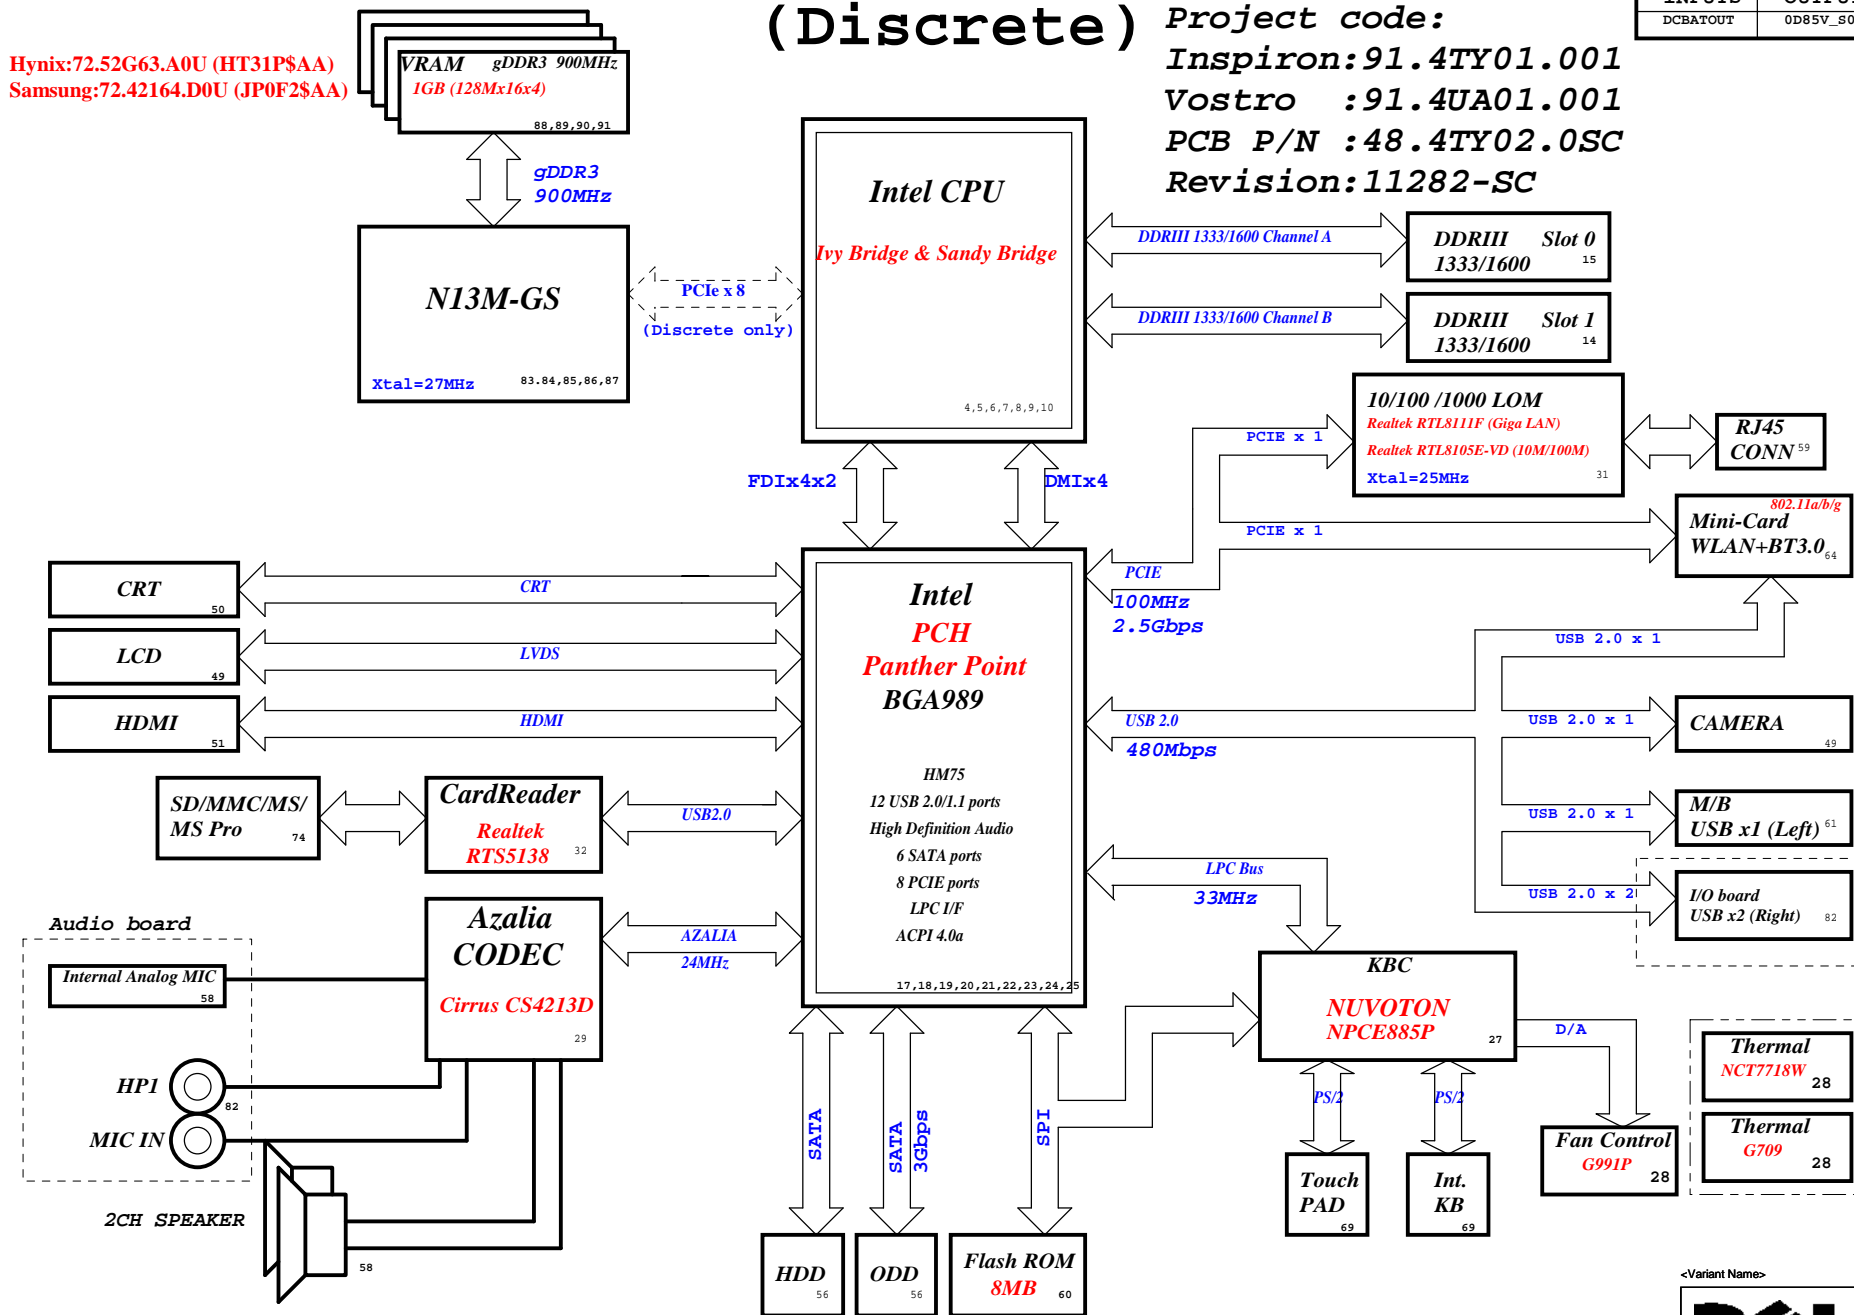 (Discrete)
Project code:
Inspiron:91.4TY01.001
Vostro :91.4UA01.001
PCB P/N :48.4TY02.0SC
Revision:11282-SC
DCBATOUT 0D85V_S0
Hynix:72.52G63.A0U (HT31P$AA)
Samsung:72.42164.D0U (JP0F2$AA)
VRAM gDDR3 900MHz
1GB (128Mx16x4)
88,89,90,91
gDDR3
900MHz
N13M-GS
Xtal=27MHz 83.84,85,86,87
PCIe x 8
(Discrete only)
Intel CPU
Ivy Bridge & Sandy Bridge
4,5,6,7,8,9,10
DDRIII 1333/1600 Channel A
DDRIII Slot 0
1333/1600 15
DDRIII 1333/1600 Channel B
DDRIII Slot 1
1333/1600 14
10/100 /1000 LOM
Realtek RTL8111F (Giga LAN)
Realtek RTL8105E-VD (10M/100M)
Xtal=25MHz 31
PCIE x 1
RJ45
CONN 59
FDIx4x2
DMIx4
PCIE x 1
802.11a/b/g
Mini-Card
WLAN+BT3.0 64
PCIE
100MHz
2.5Gbps
CRT 50
CRT
LCD 49
LVDS
HDMI 51
HDMI
Intel
PCH
Panther Point
BGA989
HM75
12 USB 2.0/1.1 ports
High Definition Audio
6 SATA ports
8 PCIE ports
LPC I/F
ACPI 4.0a
17,18,19,20,21,22,23,24,25
USB 2.0 x 1
USB 2.0
480Mbps
USB 2.0 x 1
CAMERA
49
USB 2.0 x 1
M/B
USB x1 (Left) 61
USB 2.0 x 2
I/O board
USB x2 (Right) 82
SD/MMC/MS/
MS Pro 74
CardReader
Realtek
RTS5138 32
USB2.0
LPC Bus
33MHz
Audio board
Internal Analog MIC
58
Azalia
CODEC
Cirrus CS4213D
29
AZALIA
24MHz
HP1
82
MIC IN
2CH SPEAKER
58
KBC
NUVOTON
NPCE885P 27
D/A
Thermal
NCT7718W
28
Thermal
G709
28
Fan Control
G991P
28
PS/2
PS/2
Touch
PAD
69
Int.
KB
69
SATA
SATA
3Gbps
SPI
HDD
56
ODD
56
Flash ROM
8MB 60
<Variant Name>